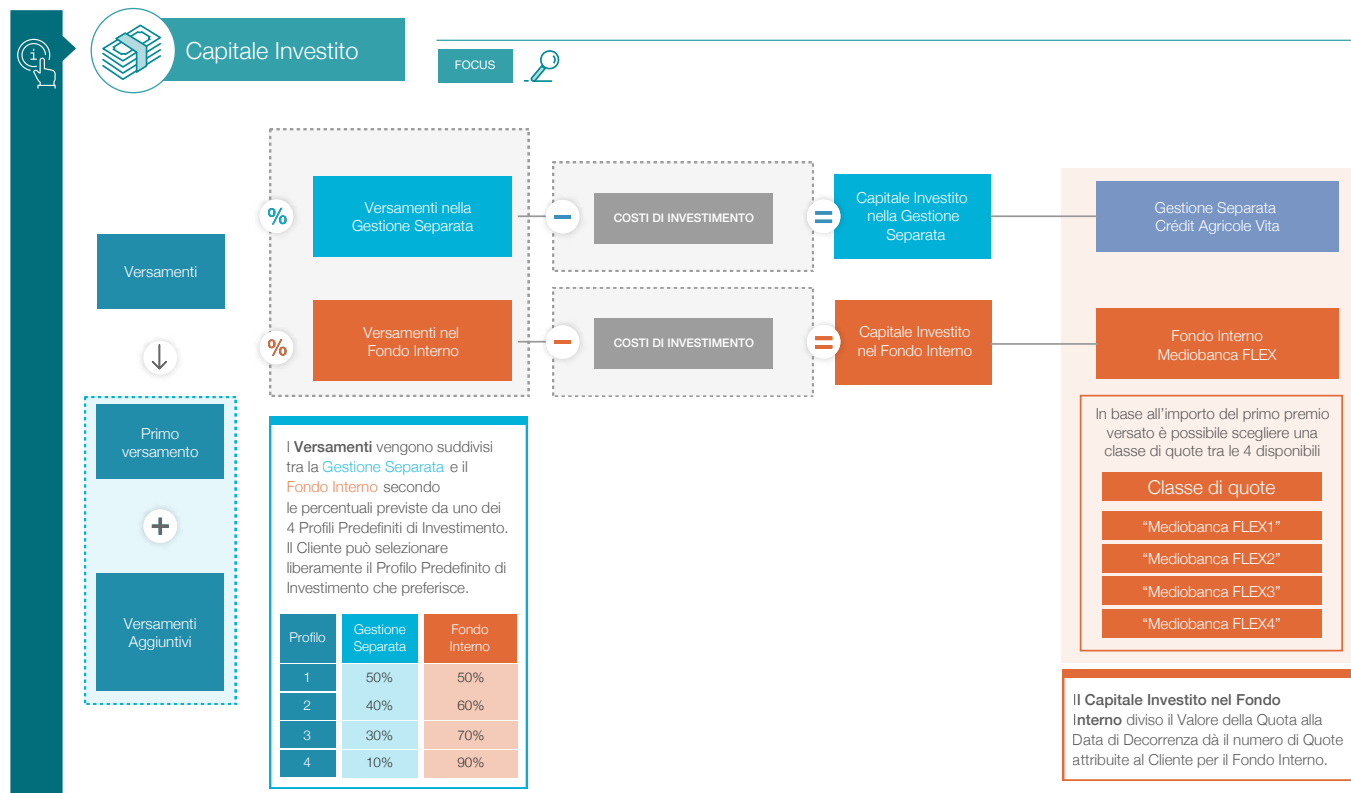 Capitale Investito
FOCUS
Versamenti
Primo
versamento
+
Versamenti
Aggiuntivi
%
Versamenti nella
Gestione Separata
–
COSTI DI INVESTIMENTO
=
Capitale Investito
nella Gestione
Separata
Gestione Separata
Crédit Agricole Vita
%
Versamenti nel
Fondo Interno
–
COSTI DI INVESTIMENTO
=
Capitale Investito
nel Fondo Interno
Fondo Interno
Mediobanca FLEX
I Versamenti vengono suddivisi
tra la Gestione Separata e il
Fondo Interno secondo
le percentuali previste da uno dei
4 Profili Predefiniti di Investimento.
Il Cliente può selezionare
liberamente il Profilo Predefinito di
Investimento che preferisce.
Profilo Gestione Separata Fondo Interno
1 50% 50%
2 40% 60%
3 30% 70%
4 10% 90%
In base all’importo del primo premio
versato è possibile scegliere una
classe di quote tra le 4 disponibili
Classe di quote
“Mediobanca FLEX1”
“Mediobanca FLEX2”
“Mediobanca FLEX3”
“Mediobanca FLEX4”
Il Capitale Investito nel Fondo
Interno diviso il Valore della Quota alla
Data di Decorrenza dà il numero di Quote
attribuite al Cliente per il Fondo Interno.